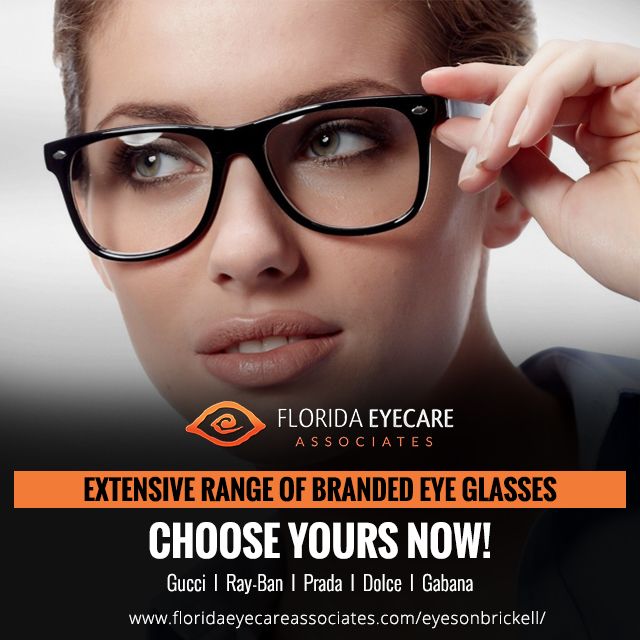 FLORIDA EYECARE
ASSOCIATES
EXTENSIVE RANGE OF BRANDED EYE GLASSES
CHOOSE YOURS NOW!
Gucci I Ray-Ban I Prada I Dolce I Gabana
www.floridaeyecareassociates.com/eyesonbrickell/